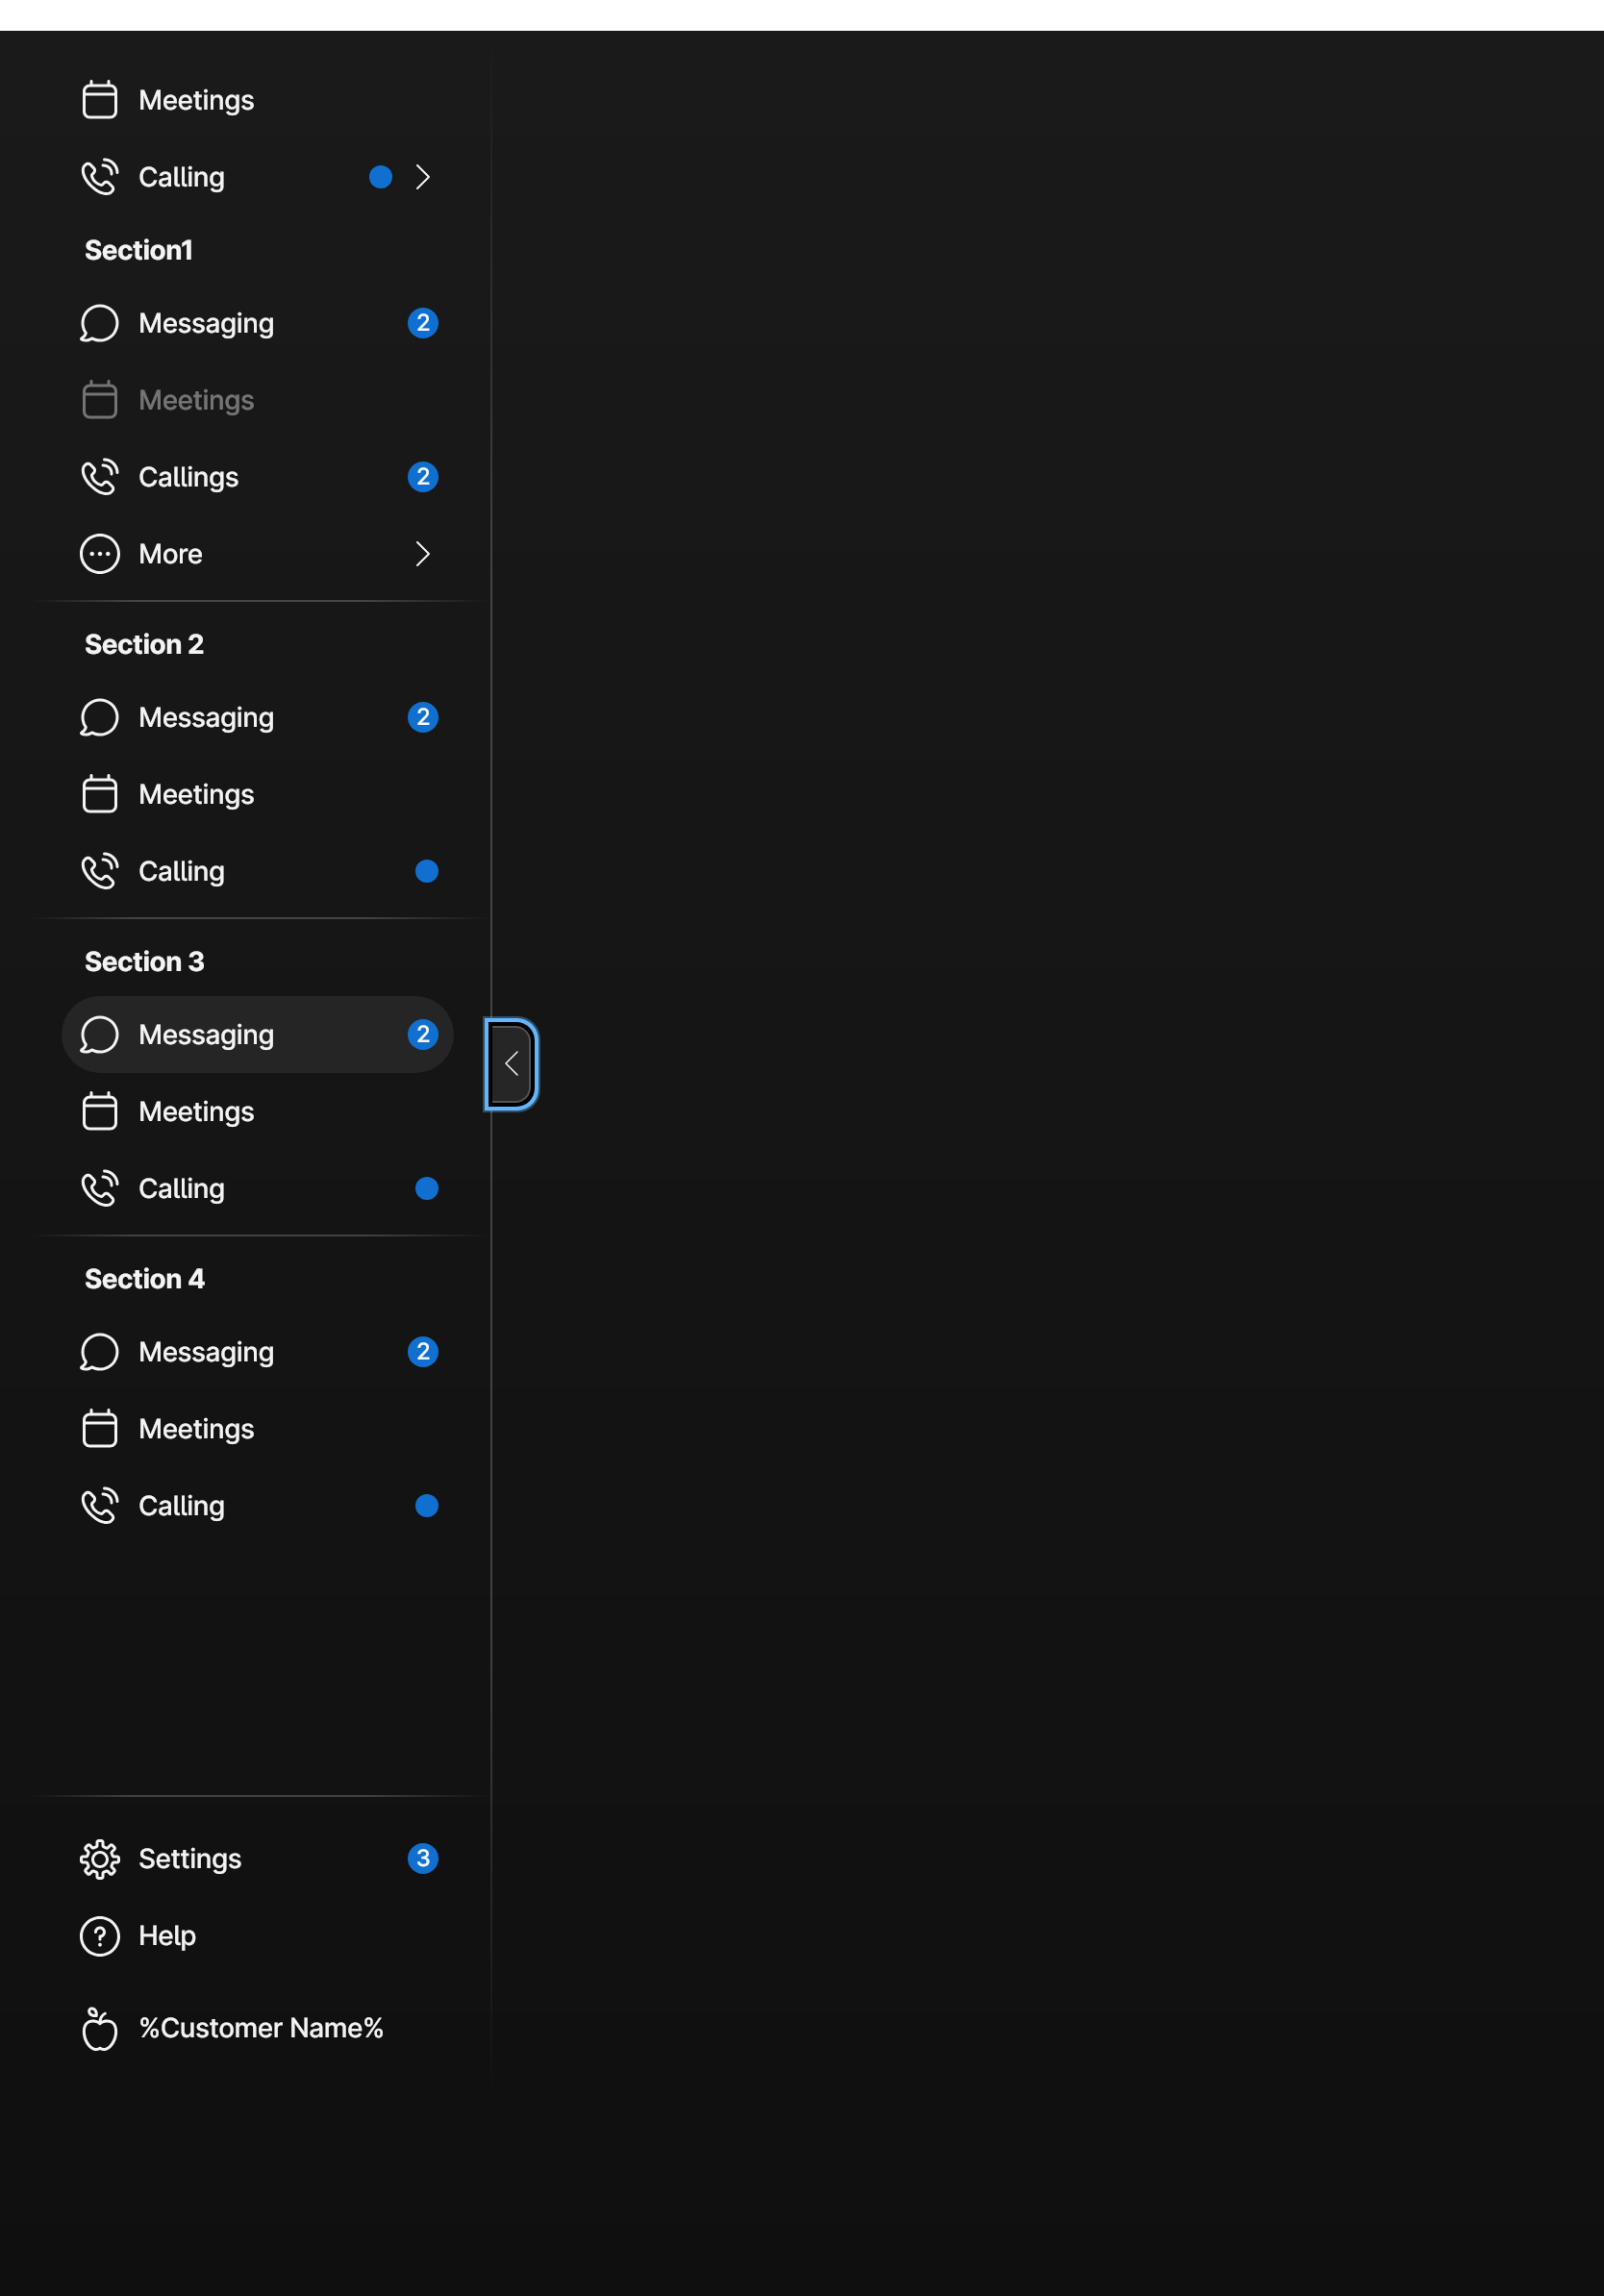 Meetings
Calling
Section1
Messaging 2
Meetings
Callings 2
More
Section 2
Messaging 2
Meetings
Calling
Section 3
Messaging 2
Meetings
Calling
Section 4
Messaging 2
Meetings
Calling
Settings 3
Help
%Customer Name%